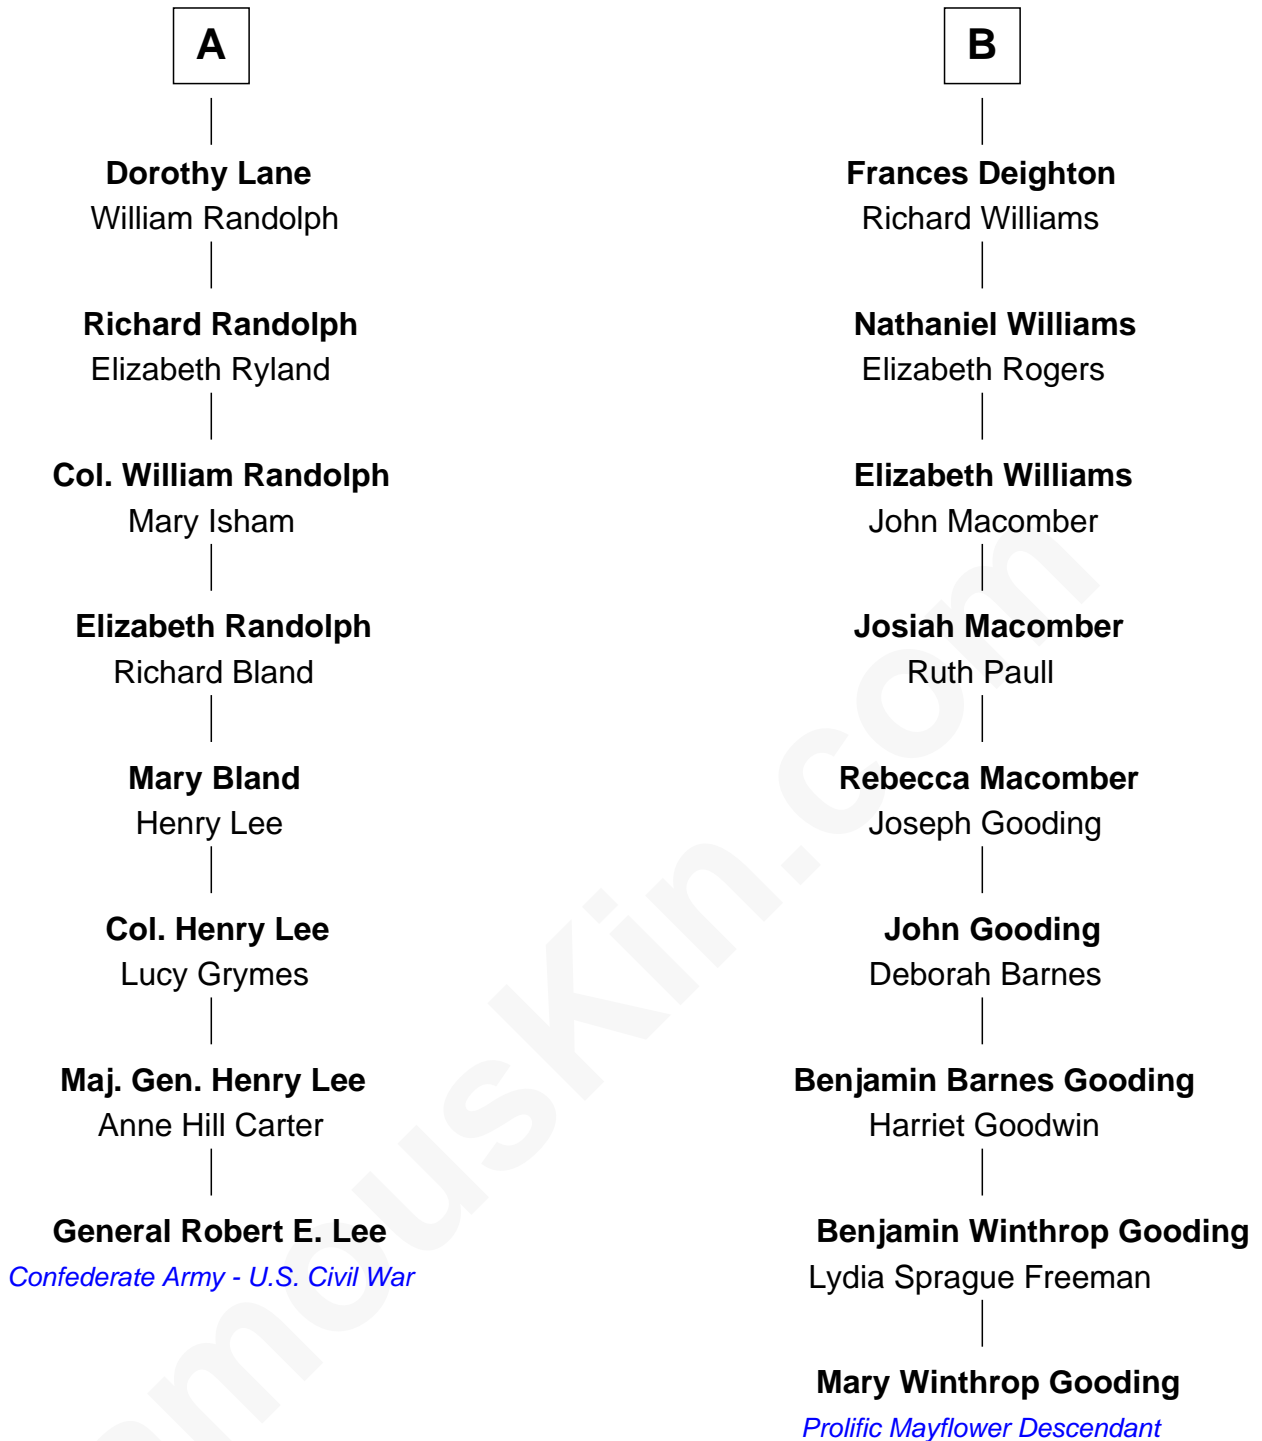 A
Dorothy Lane
William Randolph
Richard Randolph
Elizabeth Ryland
Col. William Randolph
Mary Isham
Elizabeth Randolph
Richard Bland
Mary Bland
Henry Lee
Col. Henry Lee
Lucy Grymes
Maj. Gen. Henry Lee
Anne Hill Carter
General Robert E. Lee
Confederate Army - U.S. Civil War
B
Frances Deighton
Richard Williams
Nathaniel Williams
Elizabeth Rogers
Elizabeth Williams
John Macomber
Josiah Macomber
Ruth Paull
Rebecca Macomber
Joseph Gooding
John Gooding
Deborah Barnes
Benjamin Barnes Gooding
Harriet Goodwin
Benjamin Winthrop Gooding
Lydia Sprague Freeman
Mary Winthrop Gooding
Prolific Mayflower Descendant
amouskin.com